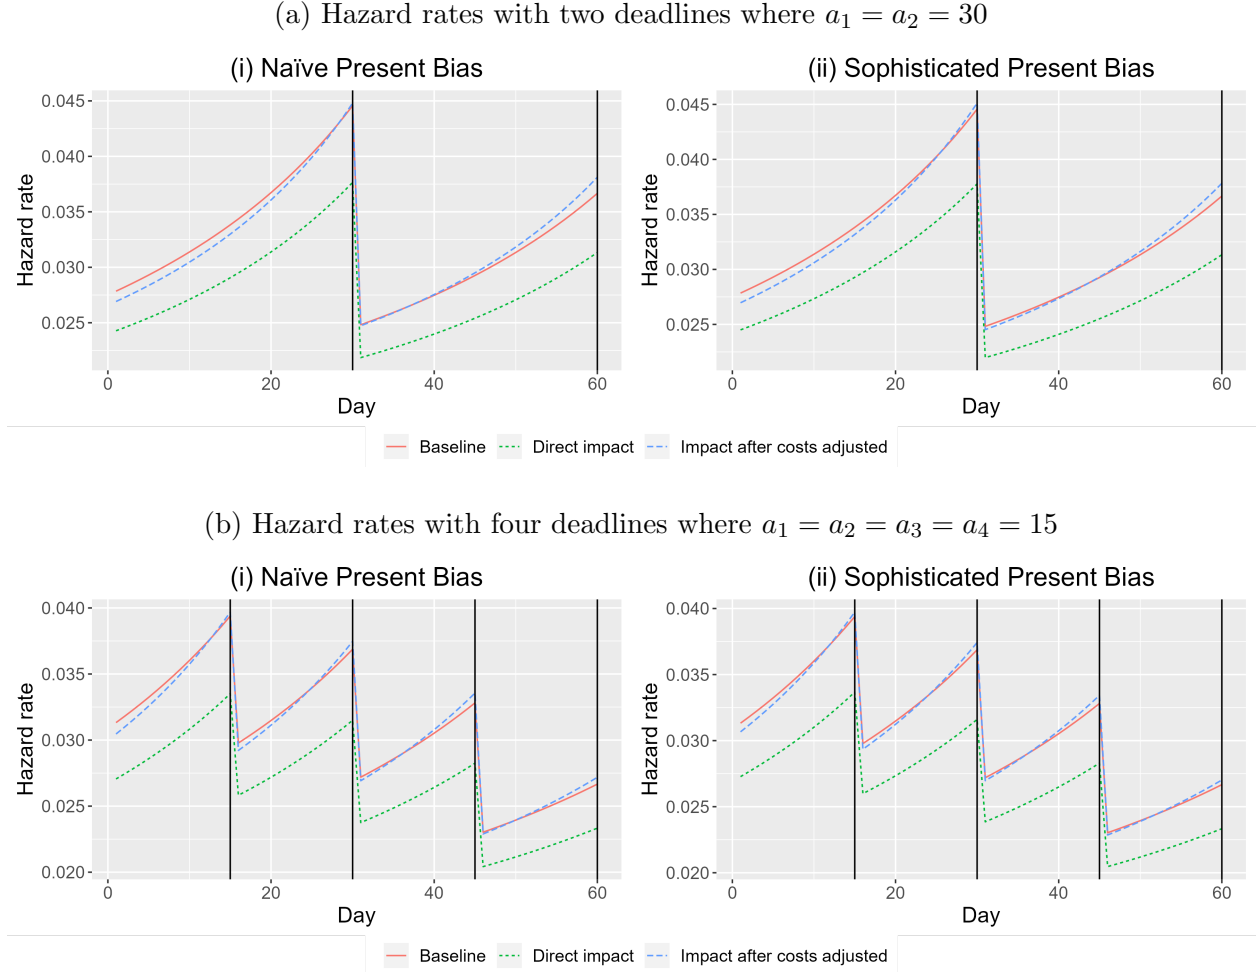 (a) Hazard rates with two deadlines where a₁ = a₂ = 30
(i) Naïve Present Bias
Hazard rate
0.045
0.040
0.035
0.030
0.025
0 20 40 60
Day
(ii) Sophisticated Present Bias
Hazard rate
0.045
0.040
0.035
0.030
0.025
0 20 40 60
Day
Baseline Direct impact Impact after costs adjusted
(b) Hazard rates with four deadlines where a₁ = a₂ = a₃ = a₄ = 15
(i) Naïve Present Bias
Hazard rate
0.040
0.035
0.030
0.025
0.020
0 20 40 60
Day
(ii) Sophisticated Present Bias
Hazard rate
0.040
0.035
0.030
0.025
0.020
0 20 40 60
Day
Baseline Direct impact Impact after costs adjusted